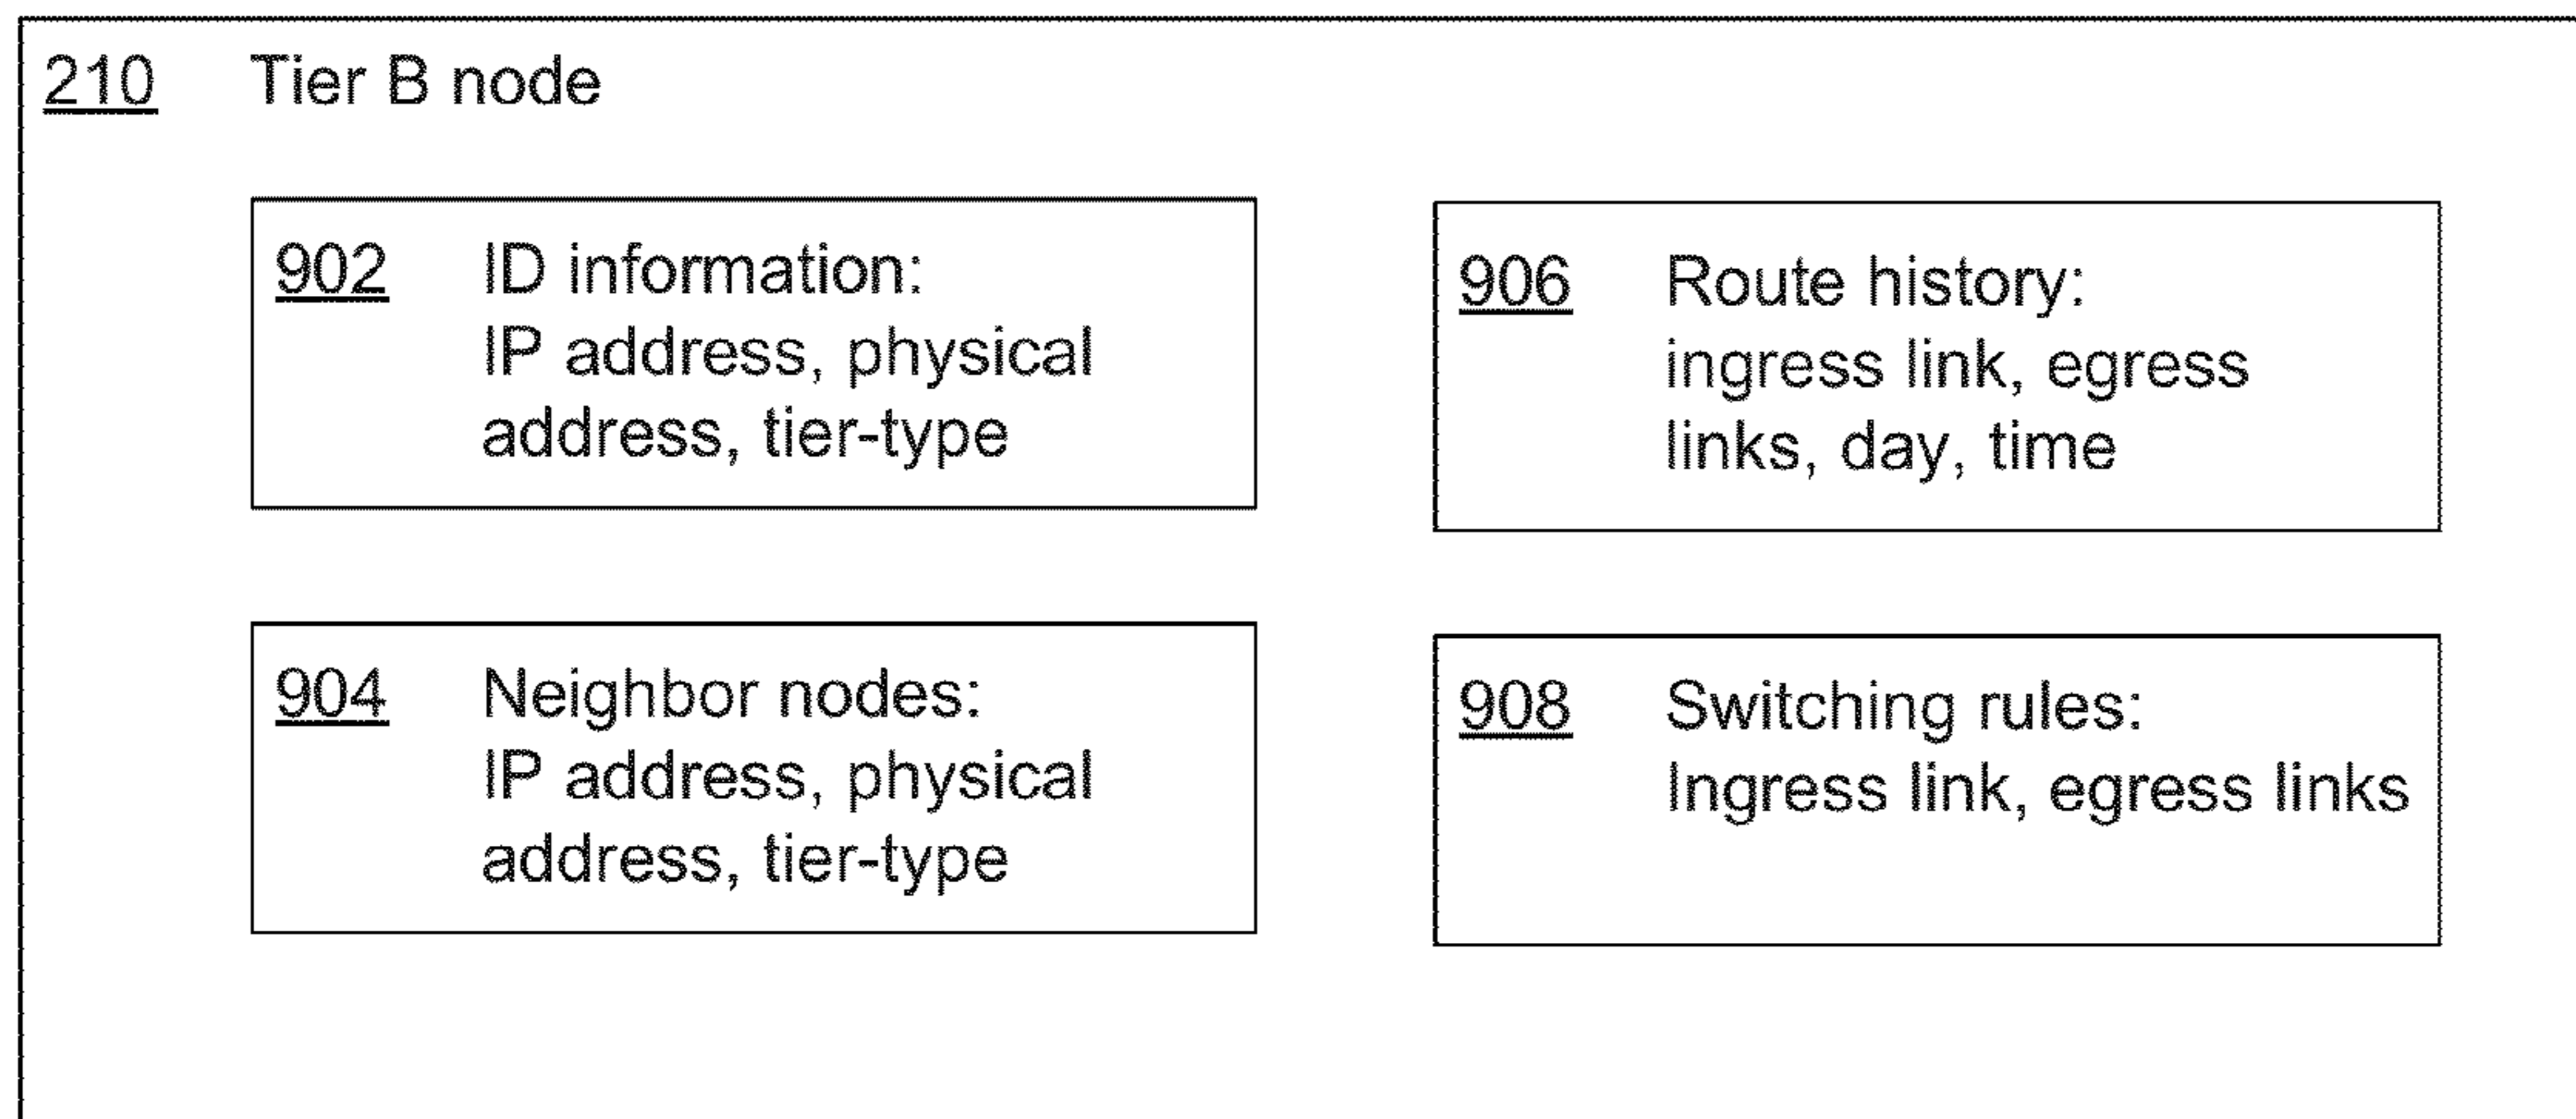 210 Tier B node
902 ID information:
IP address, physical
address, tier-type
904 Neighbor nodes:
IP address, physical
address, tier-type
906 Route history:
ingress link, egress
links, day, time
908 Switching rules:
Ingress link, egress links